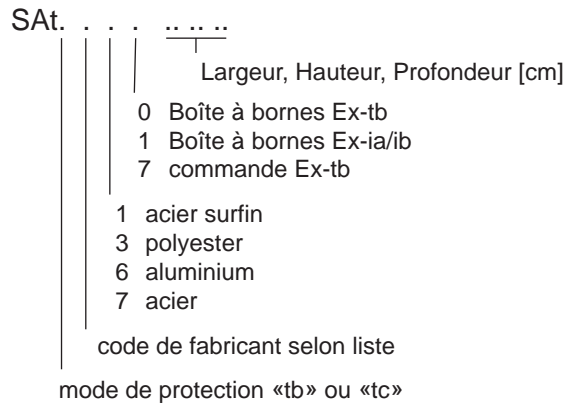 SAt. . . . .. .. ..
Largeur, Hauteur, Profondeur [cm]
0 Boîte à bornes Ex-tb
1 Boîte à bornes Ex-ia/ib
7 commande Ex-tb
1 acier surfin
3 polyester
6 aluminium
7 acier
code de fabricant selon liste
mode de protection «tb» ou «tc»